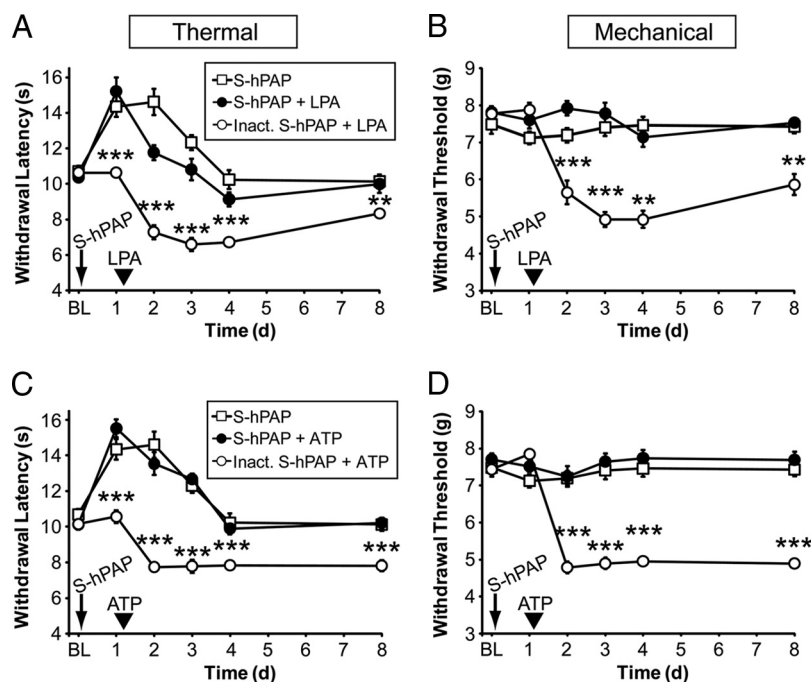 A
Thermal
B
Mechanical
S-hPAP
S-hPAP + LPA
Inact. S-hPAP + LPA
Withdrawal Latency (s)
16
14
12
10
8
6
4
***
***
***
***
**
S-hPAP
LPA
BL 1 2 3 4 5 6 7 8
Time (d)
Withdrawal Threshold (g)
9
8
7
6
5
4
3
***
***
**
**
S-hPAP
LPA
BL 1 2 3 4 5 6 7 8
Time (d)
C
D
S-hPAP
S-hPAP + ATP
Inact. S-hPAP + ATP
Withdrawal Latency (s)
16
14
12
10
8
6
4
***
***
***
***
***
S-hPAP
ATP
BL 1 2 3 4 5 6 7 8
Time (d)
Withdrawal Threshold (g)
9
8
7
6
5
4
3
***
***
***
***
S-hPAP
ATP
BL 1 2 3 4 5 6 7 8
Time (d)